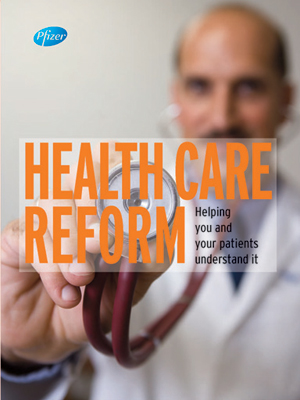 Pfizer
HEALTH CARE
REFORM
Helping
you and
your patients
understand it